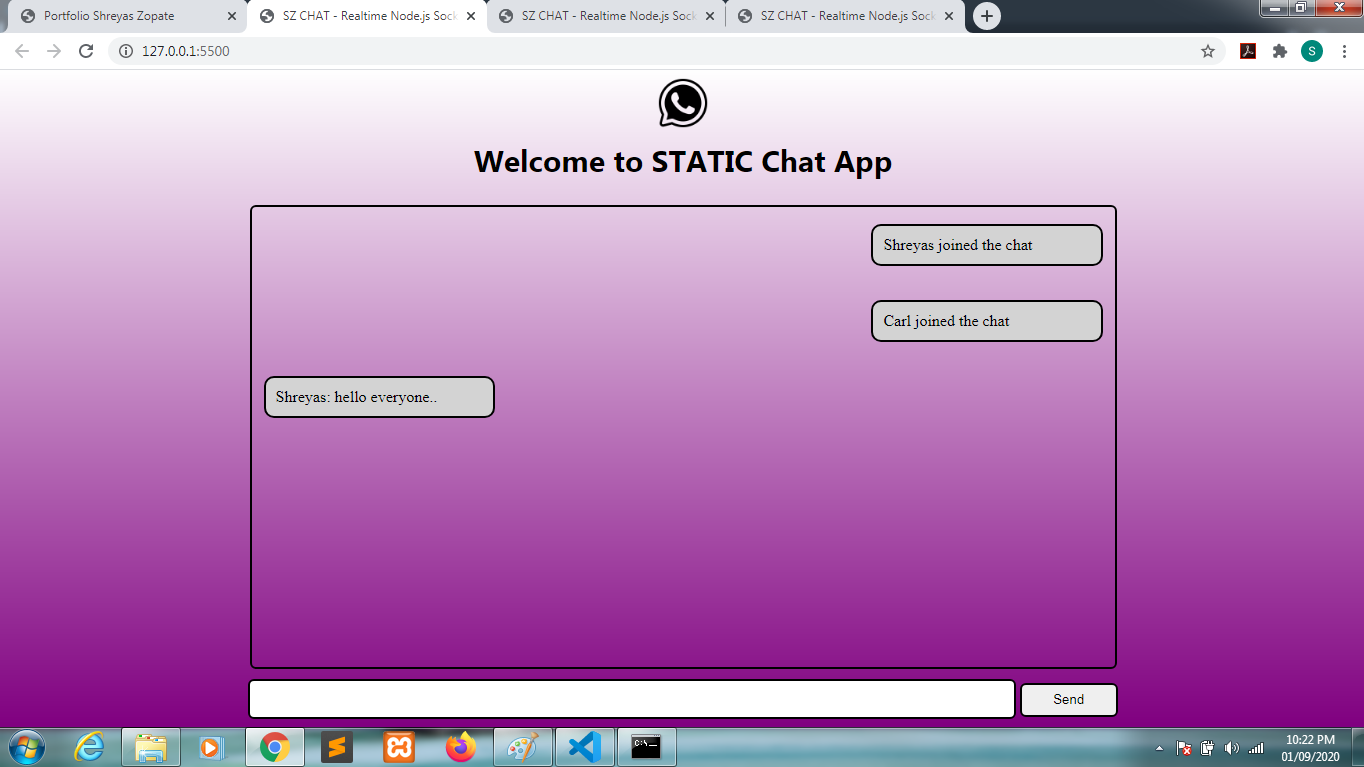 Portfolio Shreyas Zopate
SZ CHAT - Realtime Node.js Sock
SZ CHAT - Realtime Node.js Sock
SZ CHAT - Realtime Node.js Sock
127.0.0.1:5500
S
Welcome to STATIC Chat App
Shreyas joined the chat
Carl joined the chat
Shreyas: hello everyone..
Send
C:\_
10:22 PM
01/09/2020